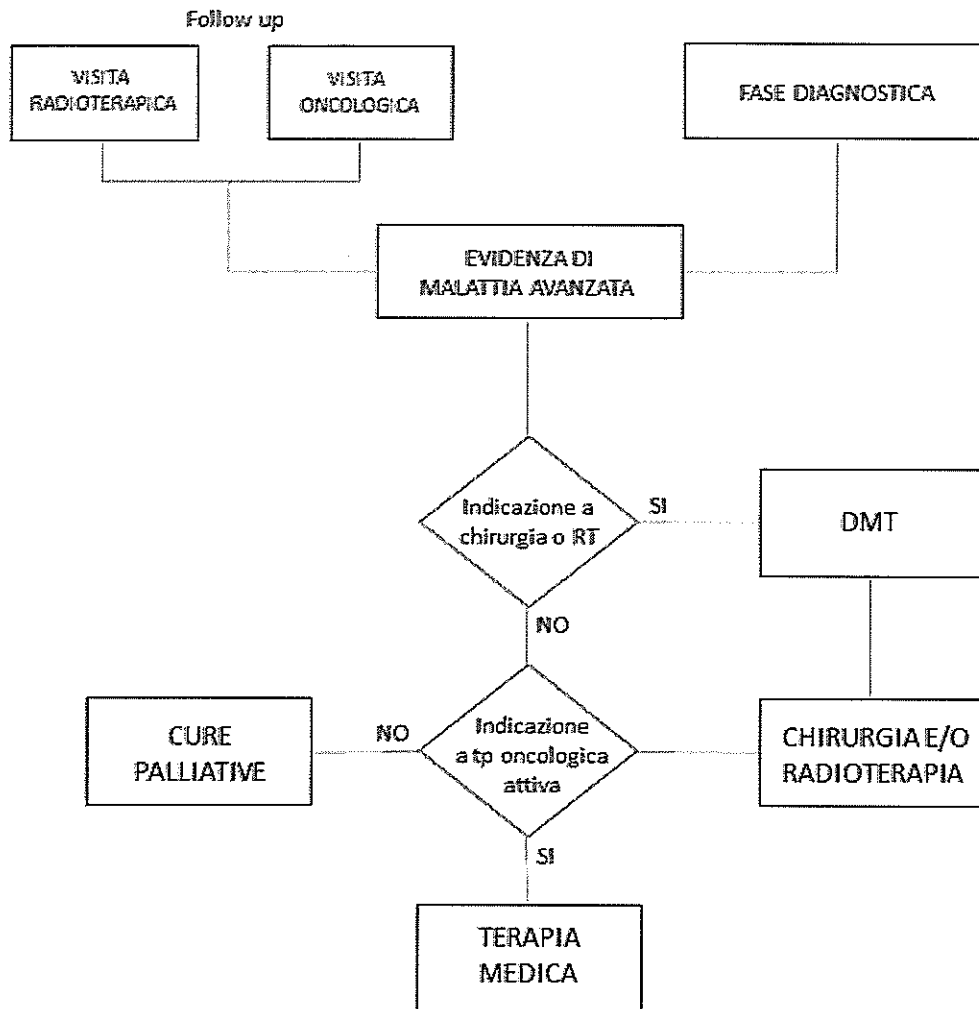 Follow up
VISITA
RADIOTERAPICA
VISITA
ONCOLOGICA
FASE DIAGNOSTICA
EVIDENZA DI
MALATTIA AVANZATA
Indicazione a
chirurgia o RT
SI
DMT
NO
CURE
PALLIATIVE
NO
Indicazione
a tp oncologica
attiva
CHIRURGIA E/O
RADIOTERAPIA
SI
TERAPIA
MEDICA